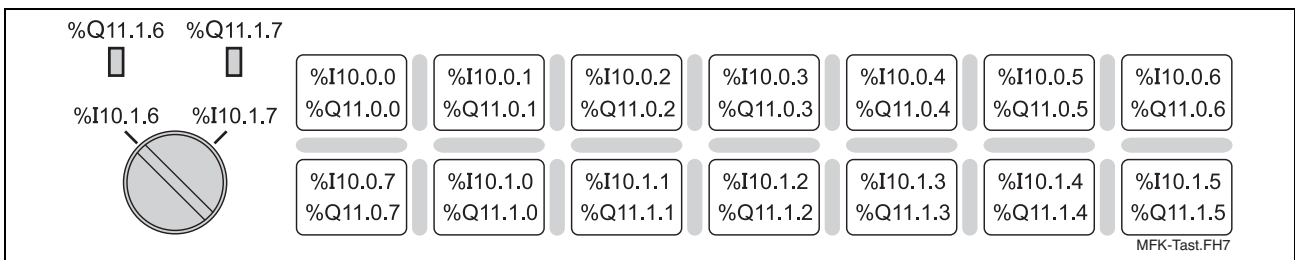 %Q11.1.6 %Q11.1.7
%I10.1.6 %I10.1.7
%I10.0.0 %I10.0.1 %I10.0.2 %I10.0.3 %I10.0.4 %I10.0.5 %I10.0.6
%Q11.0.0 %Q11.0.1 %Q11.0.2 %Q11.0.3 %Q11.0.4 %Q11.0.5 %Q11.0.6
%I10.0.7 %I10.1.0 %I10.1.1 %I10.1.2 %I10.1.3 %I10.1.4 %I10.1.5
%Q11.0.7 %Q11.1.0 %Q11.1.1 %Q11.1.2 %Q11.1.3 %Q11.1.4 %Q11.1.5
MFK-Tast.FH7